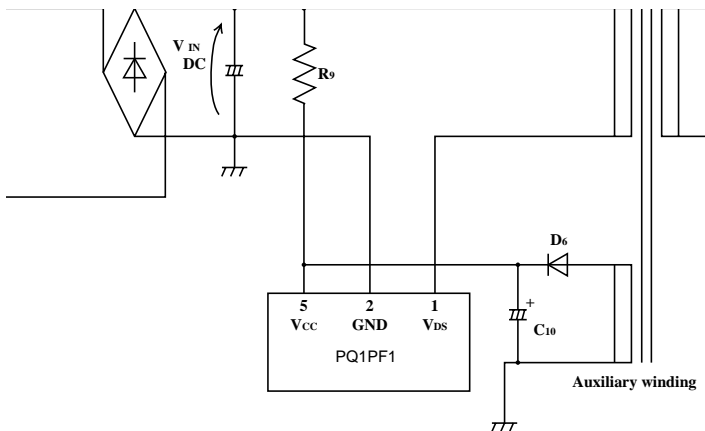 V IN
DC
R9
D6
+
C10
5 2 1
VCC GND VDS
PQ1PF1
Auxiliary winding